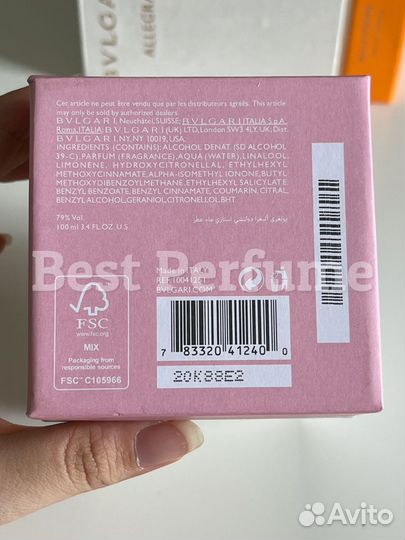 BVLGARI
ALLEGRA
Cet article ne peut être vendu que par les distributeurs agréés. This article
may only be sold by authorized dealers.
BVLGARI, Neuchâtel, SUISSE; BVLGARI ITALIA S.p.A.
Roma, ITALIA. BVLGARI (UK) LTD, London SW3 4LY, UK. Dist.
BVLGARI, N.Y. NY 10019, USA.
INGREDIENTS (CONTAINS): ALCOHOL DENAT. (SD ALCOHOL
39-C), PARFUM (FRAGRANCE), AQUA (WATER), LINALOOL,
LIMONENE, HYDROXYCITRONELLAL, ETHYLHEXYL
METHOXYCINNAMATE, ALPHA-ISOMETHYL IONONE, BUTYL
METHOXYDIBENZOYLMETHANE, ETHYLHEXYL SALICYLATE,
BENZYL BENZOATE, BENZYL CINNAMATE, COUMARIN, CITRAL,
BENZYL ALCOHOL, GERANIOL, CITRONELLOL, BHT
79% Vol.
100 ml 3.4 FL. OZ. U.S
Best Perfume
Made in ITALY
BVLGARI.COM
FSC
www.fsc.org
MIX
Packaging from
responsible sources
FSC™ C105966
7 83320 41240 0
20K88E2
Avito